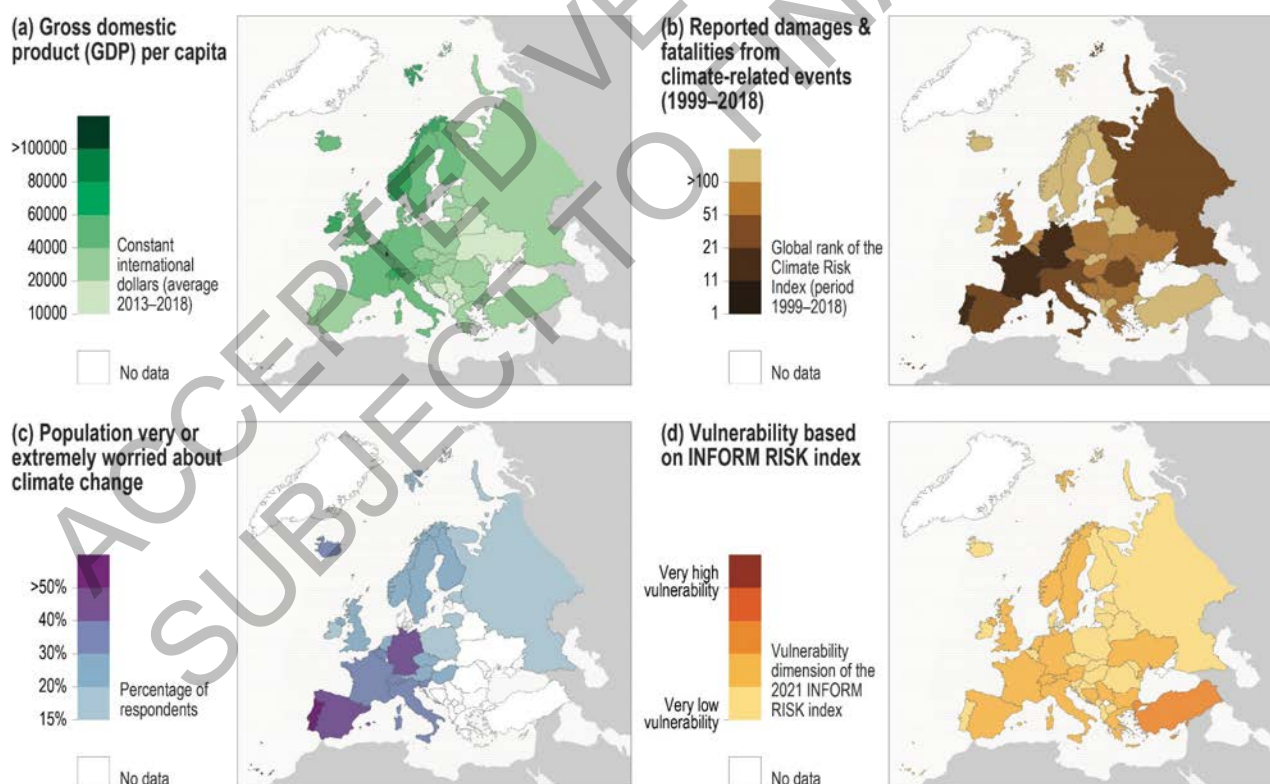 (a) Gross domestic
product (GDP) per capita
>100000
80000
60000
40000
20000
10000
Constant
international
dollars (average
2013–2018)
No data
(b) Reported damages &
fatalities from
climate-related events
(1999–2018)
>100
51
21
11
1
Global rank of the
Climate Risk
Index (period
1999–2018)
No data
(c) Population very or
extremely worried about
climate change
>50%
40%
30%
20%
15%
Percentage of
respondents
No data
(d) Vulnerability based
on INFORM RISK index
Very high
vulnerability
Very low
vulnerability
Vulnerability
dimension of the
2021 INFORM
RISK index
No data
ACCEPTED VE
SUBJECT TO FINA